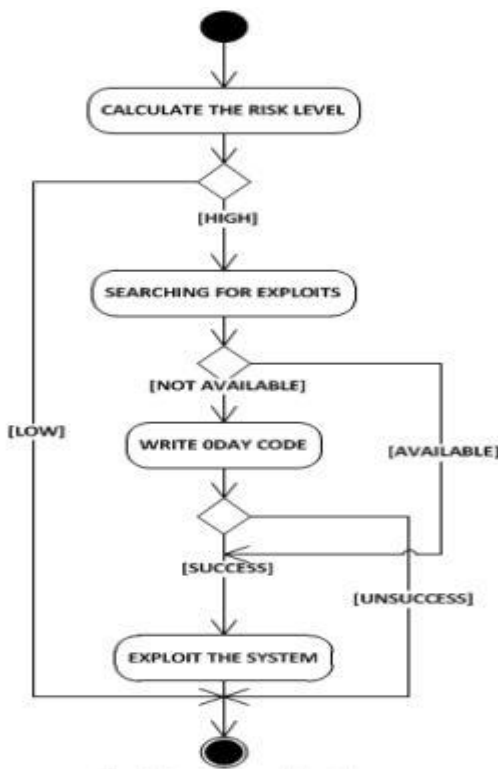 CALCULATE THE RISK LEVEL
[HIGH]
SEARCHING FOR EXPLOITS
[NOT AVAILABLE]
[LOW]
WRITE 0DAY CODE
[AVAILABLE]
[SUCCESS]
[UNSUCCESS]
EXPLOIT THE SYSTEM